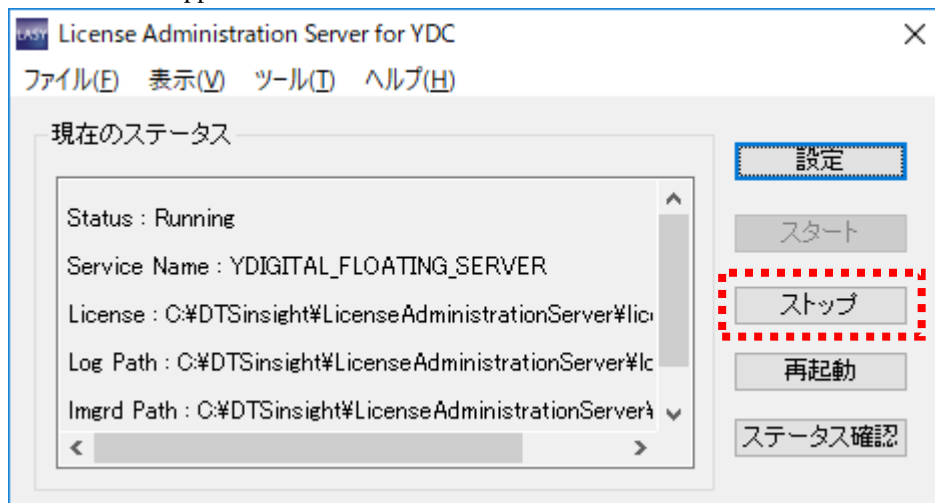 License Administration Server for YDC
ファイル(F) 表示(V) ツール(T) ヘルプ(H)
現在のステータス
設定
Status : Running
スタート
Service Name : YDIGITAL_FLOATING_SERVER
ストップ
License : C:¥DTSinsight¥LicenseAdministrationServer¥lic
Log Path : C:¥DTSinsight¥LicenseAdministrationServer¥lc
再起動
lmgrd Path : C:¥DTSinsight¥LicenseAdministrationServer¥
ステータス確認